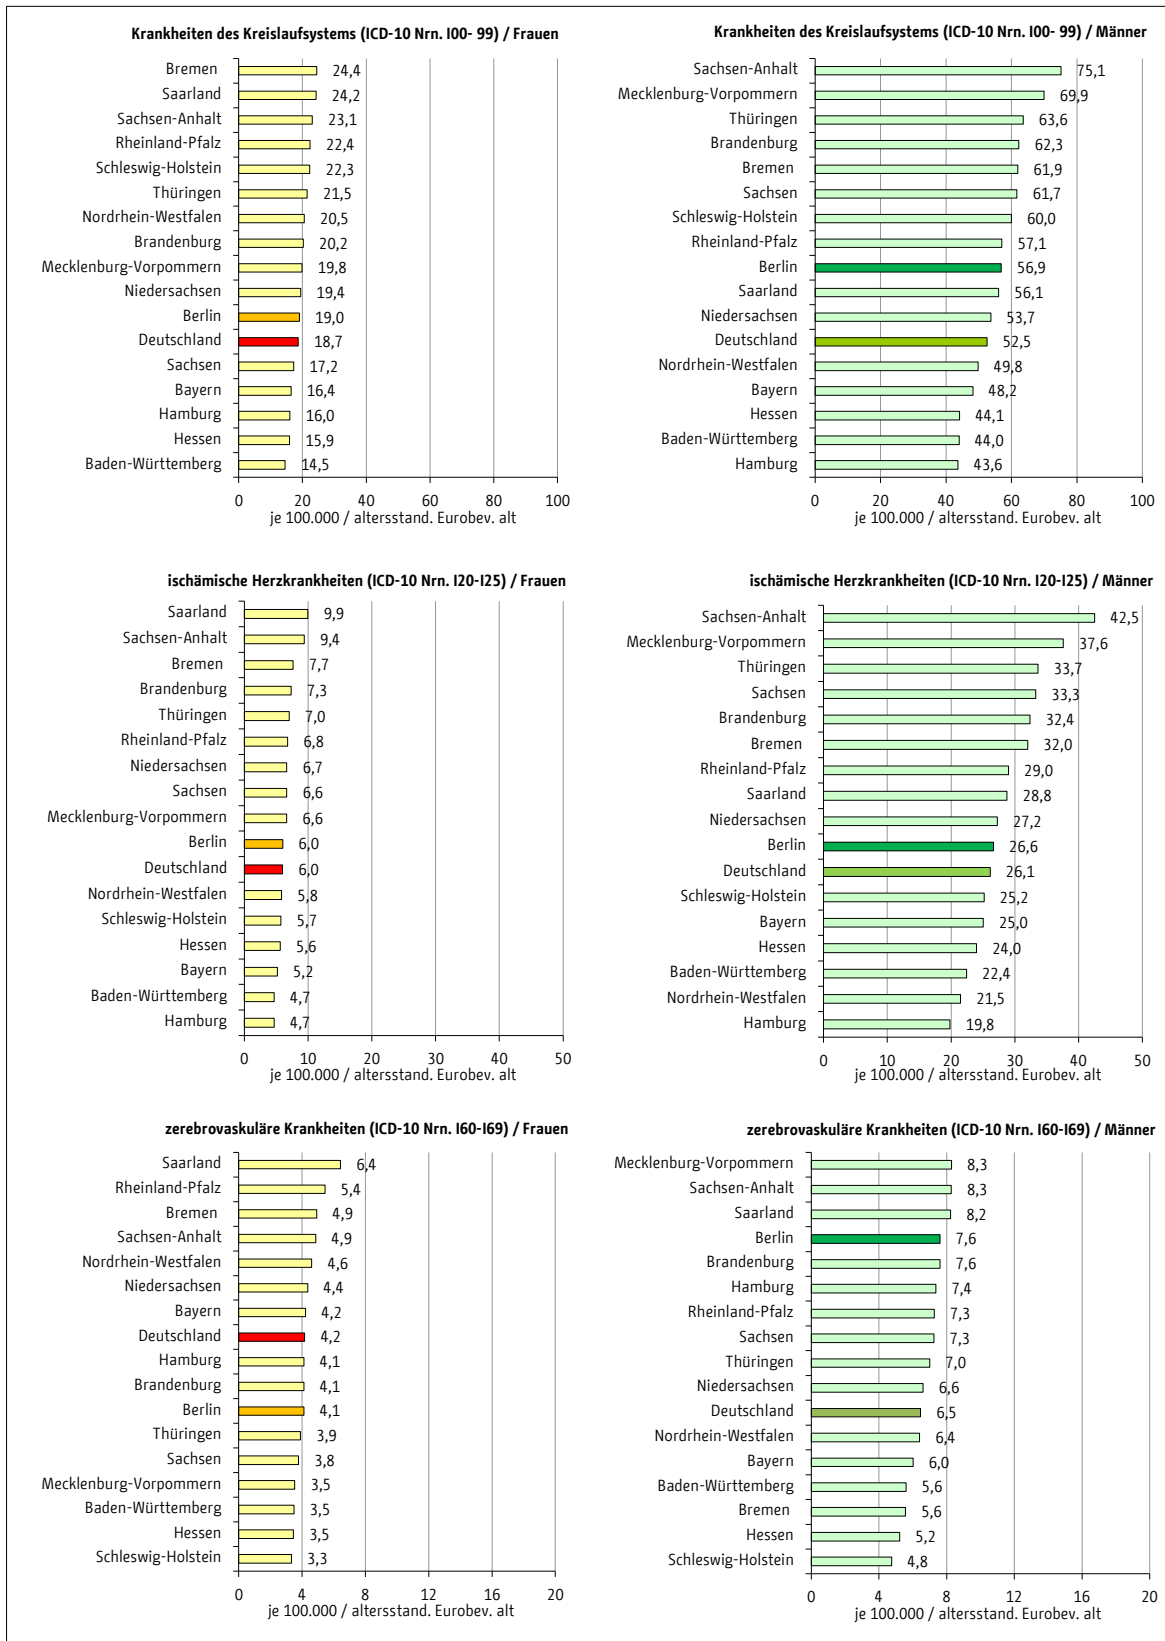 Krankheiten des Kreislaufsystems (ICD-10 Nrn. I00- 99) / Frauen
Bremen 24,4
Saarland 24,2
Sachsen-Anhalt 23,1
Rheinland-Pfalz 22,4
Schleswig-Holstein 22,3
Thüringen 21,5
Nordrhein-Westfalen 20,5
Brandenburg 20,2
Mecklenburg-Vorpommern 19,8
Niedersachsen 19,4
Berlin 19,0
Deutschland 18,7
Sachsen 17,2
Bayern 16,4
Hamburg 16,0
Hessen 15,9
Baden-Württemberg 14,5
0 20 40 60 80 100
je 100.000 / altersstand. Eurobev. alt
Krankheiten des Kreislaufsystems (ICD-10 Nrn. I00- 99) / Männer
Sachsen-Anhalt 75,1
Mecklenburg-Vorpommern 69,9
Thüringen 63,6
Brandenburg 62,3
Bremen 61,9
Sachsen 61,7
Schleswig-Holstein 60,0
Rheinland-Pfalz 57,1
Berlin 56,9
Saarland 56,1
Niedersachsen 53,7
Deutschland 52,5
Nordrhein-Westfalen 49,8
Bayern 48,2
Hessen 44,1
Baden-Württemberg 44,0
Hamburg 43,6
0 20 40 60 80 100
je 100.000 / altersstand. Eurobev. alt
ischämische Herzkrankheiten (ICD-10 Nrn. I20-I25) / Frauen
Saarland 9,9
Sachsen-Anhalt 9,4
Bremen 7,7
Brandenburg 7,3
Thüringen 7,0
Rheinland-Pfalz 6,8
Niedersachsen 6,7
Sachsen 6,6
Mecklenburg-Vorpommern 6,6
Berlin 6,0
Deutschland 6,0
Nordrhein-Westfalen 5,8
Schleswig-Holstein 5,7
Hessen 5,6
Bayern 5,2
Baden-Württemberg 4,7
Hamburg 4,7
0 10 20 30 40 50
je 100.000 / altersstand. Eurobev. alt
ischämische Herzkrankheiten (ICD-10 Nrn. I20-I25) / Männer
Sachsen-Anhalt 42,5
Mecklenburg-Vorpommern 37,6
Thüringen 33,7
Sachsen 33,3
Brandenburg 32,4
Bremen 32,0
Rheinland-Pfalz 29,0
Saarland 28,8
Niedersachsen 27,2
Berlin 26,6
Deutschland 26,1
Schleswig-Holstein 25,2
Bayern 25,0
Hessen 24,0
Baden-Württemberg 22,4
Nordrhein-Westfalen 21,5
Hamburg 19,8
0 10 20 30 40 50
je 100.000 / altersstand. Eurobev. alt
zerebrovaskuläre Krankheiten (ICD-10 Nrn. I60-I69) / Frauen
Saarland 6,4
Rheinland-Pfalz 5,4
Bremen 4,9
Sachsen-Anhalt 4,9
Nordrhein-Westfalen 4,6
Niedersachsen 4,4
Bayern 4,2
Deutschland 4,2
Hamburg 4,1
Brandenburg 4,1
Berlin 4,1
Thüringen 3,9
Sachsen 3,8
Mecklenburg-Vorpommern 3,5
Baden-Württemberg 3,5
Hessen 3,5
Schleswig-Holstein 3,3
0 4 8 12 16 20
je 100.000 / altersstand. Eurobev. alt
zerebrovaskuläre Krankheiten (ICD-10 Nrn. I60-I69) / Männer
Mecklenburg-Vorpommern 8,3
Sachsen-Anhalt 8,3
Saarland 8,2
Berlin 7,6
Brandenburg 7,6
Hamburg 7,4
Rheinland-Pfalz 7,3
Sachsen 7,3
Thüringen 7,0
Niedersachsen 6,6
Deutschland 6,5
Nordrhein-Westfalen 6,4
Bayern 6,0
Baden-Württemberg 5,6
Bremen 5,6
Hessen 5,2
Schleswig-Holstein 4,8
0 4 8 12 16 20
je 100.000 / altersstand. Eurobev. alt